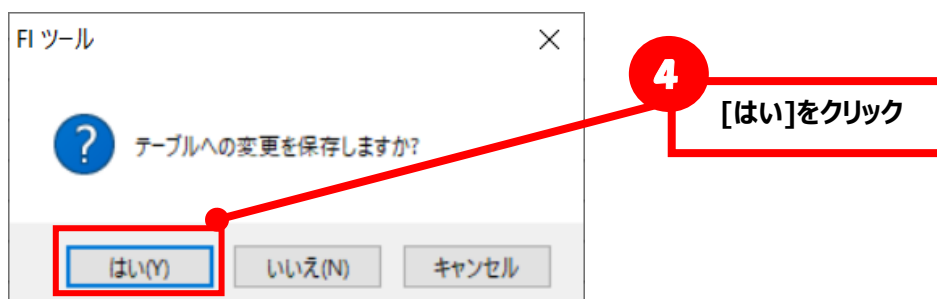 FI ツール
4
[はい]をクリック
?
テーブルへの変更を保存しますか?
はい(Y)
いいえ(N)
キャンセル